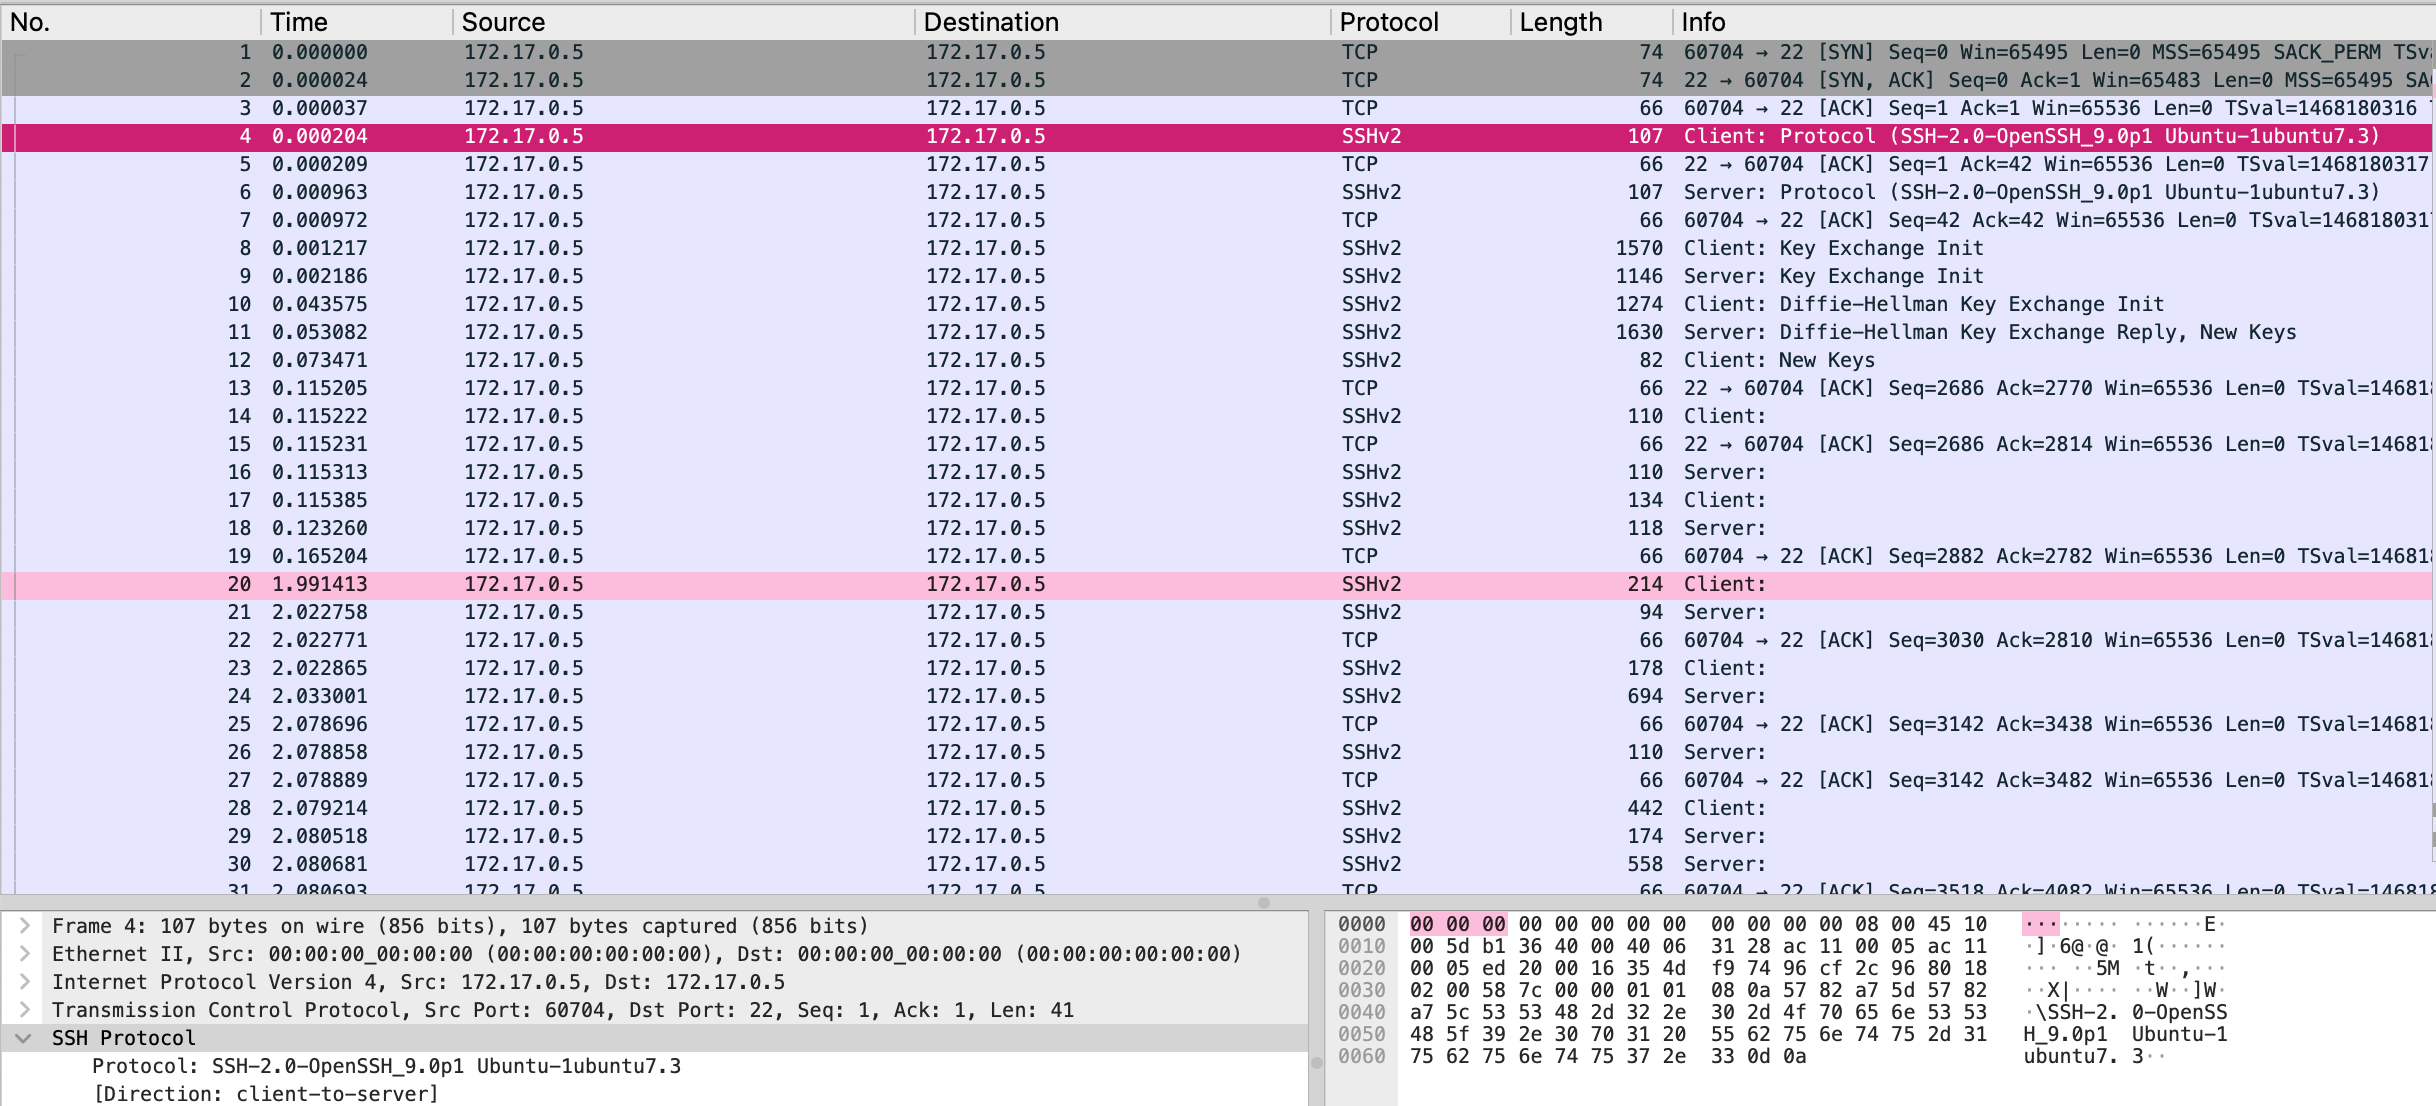 No. Time Source Destination Protocol Length Info
1 0.000000 172.17.0.5 172.17.0.5 TCP 74 60704 → 22 [SYN] Seq=0 Win=65495 Len=0 MSS=65495 SACK_PERM
2 0.000024 172.17.0.5 172.17.0.5 TCP 74 22 → 60704 [SYN, ACK] Seq=0 Ack=1 Win=65483 Len=0 MSS=65495
3 0.000037 172.17.0.5 172.17.0.5 TCP 66 60704 → 22 [ACK] Seq=1 Ack=1 Win=65536 Len=0 TSval=1468180316
4 0.000204 172.17.0.5 172.17.0.5 SSHv2 107 Client: Protocol (SSH-2.0-OpenSSH_9.0p1 Ubuntu-1ubuntu7.3)
5 0.000209 172.17.0.5 172.17.0.5 TCP 66 22 → 60704 [ACK] Seq=1 Ack=42 Win=65536 Len=0 TSval=1468180317
6 0.000963 172.17.0.5 172.17.0.5 SSHv2 107 Server: Protocol (SSH-2.0-OpenSSH_9.0p1 Ubuntu-1ubuntu7.3)
7 0.000972 172.17.0.5 172.17.0.5 TCP 66 60704 → 22 [ACK] Seq=42 Ack=42 Win=65536 Len=0
8 0.001217 172.17.0.5 172.17.0.5 SSHv2 1570 Client: Key Exchange Init
9 0.002186 172.17.0.5 172.17.0.5 SSHv2 1146 Server: Key Exchange Init
10 0.043575 172.17.0.5 172.17.0.5 SSHv2 1274 Client: Diffie-Hellman Key Exchange Init
11 0.053082 172.17.0.5 172.17.0.5 SSHv2 1630 Server: Diffie-Hellman Key Exchange Reply, New Keys
12 0.073471 172.17.0.5 172.17.0.5 SSHv2 82 Client: New Keys
13 0.115205 172.17.0.5 172.17.0.5 TCP 66 22 → 60704 [ACK] Seq=2686 Ack=2770 Win=65536 Len=0
14 0.115222 172.17.0.5 172.17.0.5 SSHv2 110 Client:
15 0.115231 172.17.0.5 172.17.0.5 TCP 66 22 → 60704 [ACK] Seq=2686 Ack=2814 Win=65536 Len=0
16 0.115313 172.17.0.5 172.17.0.5 SSHv2 110 Server:
17 0.115385 172.17.0.5 172.17.0.5 SSHv2 134 Client:
18 0.123260 172.17.0.5 172.17.0.5 SSHv2 118 Server:
19 0.165204 172.17.0.5 172.17.0.5 TCP 66 60704 → 22 [ACK] Seq=2882 Ack=2782 Win=65536 Len=0
20 1.991413 172.17.0.5 172.17.0.5 SSHv2 214 Client:
21 2.022758 172.17.0.5 172.17.0.5 SSHv2 94 Server:
22 2.022771 172.17.0.5 172.17.0.5 TCP 66 60704 → 22 [ACK] Seq=3030 Ack=2810 Win=65536 Len=0
23 2.022865 172.17.0.5 172.17.0.5 SSHv2 178 Client:
24 2.033001 172.17.0.5 172.17.0.5 SSHv2 694 Server:
25 2.078696 172.17.0.5 172.17.0.5 TCP 66 60704 → 22 [ACK] Seq=3142 Ack=3438 Win=65536 Len=0
26 2.078858 172.17.0.5 172.17.0.5 SSHv2 110 Server:
27 2.078889 172.17.0.5 172.17.0.5 TCP 66 60704 → 22 [ACK] Seq=3142 Ack=3482 Win=65536 Len=0
28 2.079214 172.17.0.5 172.17.0.5 SSHv2 442 Client:
29 2.080518 172.17.0.5 172.17.0.5 SSHv2 174 Server:
30 2.080681 172.17.0.5 172.17.0.5 SSHv2 558 Server:
31 2.080693 172.17.0.5 172.17.0.5 TCP 66 60704 → 22 [ACK] Seq=3518 Ack=4082 Win=65536 Len=0
Frame 4: 107 bytes on wire (856 bits), 107 bytes captured (856 bits)
Ethernet II, Src: 00:00:00_00:00:00 (00:00:00:00:00:00), Dst: 00:00:00_00:00:00 (00:00:00:00:00:00)
Internet Protocol Version 4, Src: 172.17.0.5, Dst: 172.17.0.5
Transmission Control Protocol, Src Port: 60704, Dst Port: 22, Seq: 1, Ack: 1, Len: 41
SSH Protocol
Protocol: SSH-2.0-OpenSSH_9.0p1 Ubuntu-1ubuntu7.3
[Direction: client-to-server]
0000 00 00 00 00 00 00 00 00 00 00 00 00 08 00 45 10 ········ ······E·
0010 00 5d b1 36 40 00 40 06 31 28 ac 11 00 05 ac 11 ·]·6@·@· 1(······
0020 00 05 ed 20 00 16 35 4d f9 74 96 cf 2c 96 80 18 ··· ··5M ·t··,···
0030 02 00 58 7c 00 00 01 01 08 0a 57 82 a7 5d 57 82 ··X|···· ··W··]W·
0040 a7 5c 53 53 48 2d 32 2e 30 2d 4f 70 65 6e 53 53 ·\SSH-2. 0-OpenSS
0050 48 5f 39 2e 30 70 31 20 55 62 75 6e 74 75 2d 31 H_9.0p1 Ubuntu-1
0060 75 62 75 6e 74 75 37 2e 33 0d 0a ubuntu7. 3··